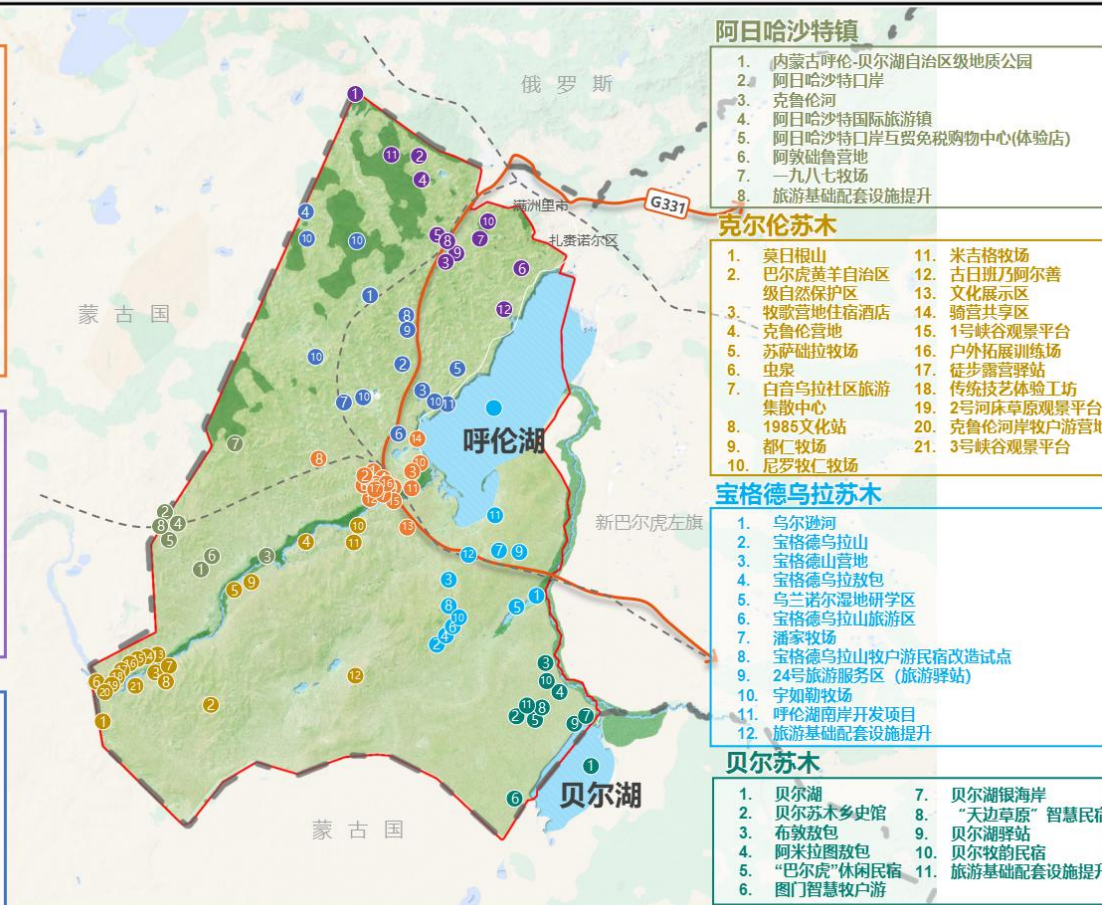 俄罗斯
蒙古国
满洲里市
扎赉诺尔区
G331
呼伦湖
新巴尔虎左旗
贝尔湖
蒙古国
阿日哈沙特镇
1. 内蒙古呼伦-贝尔湖自治区级地质公园
2. 阿日哈沙特口岸
3. 克鲁伦河
4. 阿日哈沙特国际旅游镇
5. 阿日哈沙特口岸互贸免税购物中心(体验店)
6. 阿敦础鲁营地
7. 一九八七牧场
8. 旅游基础配套设施提升
克尔伦苏木
1. 莫日根山
2. 巴尔虎黄羊自治区
级自然保护区
3. 牧歌营地住宿酒店
4. 克鲁伦营地
5. 苏萨础拉牧场
6. 虫泉
7. 白音乌拉社区旅游
集散中心
8. 1985文化站
9. 都仁牧场
10. 尼罗牧仁牧场
11. 米吉格牧场
12. 古日班乃阿尔善
13. 文化展示区
14. 骑营共享区
15. 1号峡谷观景平台
16. 户外拓展训练场
17. 徒步露营驿站
18. 传统技艺体验工坊
19. 2号河床草原观景平台
20. 克鲁伦河岸牧户游营地
21. 3号峡谷观景平台
宝格德乌拉苏木
1. 乌尔逊河
2. 宝格德乌拉山
3. 宝格德山营地
4. 宝格德乌拉敖包
5. 乌兰诺尔湿地研学区
6. 宝格德乌拉山旅游区
7. 潘家牧场
8. 宝格德乌拉山牧户游民宿改造试点
9. 24号旅游服务区（旅游驿站)
10. 宇如勒牧场
11. 呼伦湖南岸开发项目
12. 旅游基础配套设施提升
贝尔苏木
1. 贝尔湖
2. 贝尔苏木乡史馆
3. 布敦敖包
4. 阿米拉图敖包
5. “巴尔虎”休闲民宿
6. 图门智慧牧户游
7. 贝尔湖银海岸
8. “天边草原”智慧民宿
9. 贝尔湖驿站
10. 贝尔牧韵民宿
11. 旅游基础配套设施提升